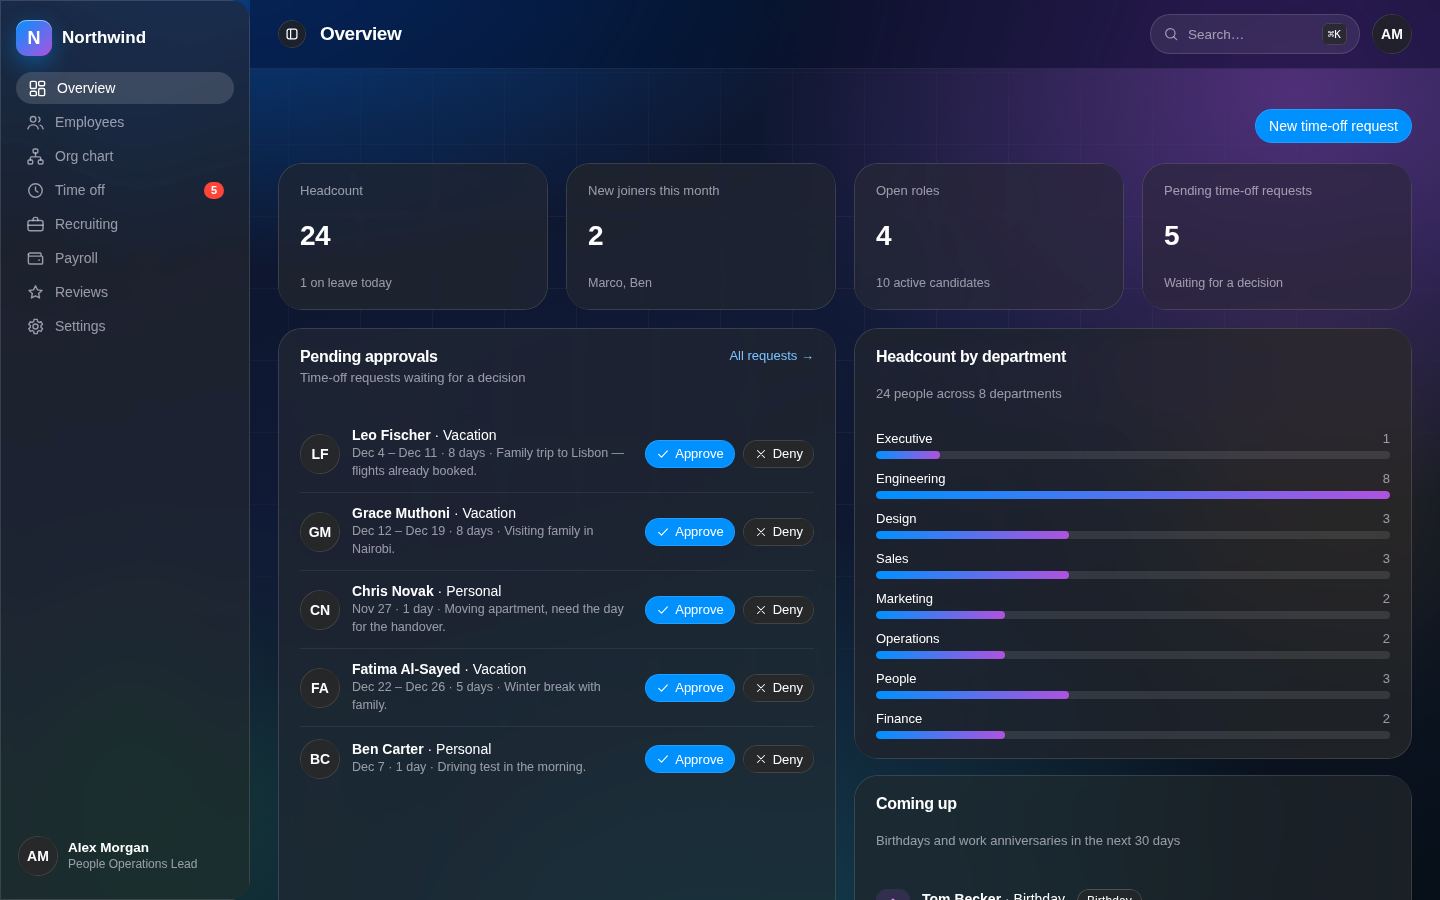 N Northwind
Overview
Employees
Org chart
Time off 5
Recruiting
Payroll
Reviews
Settings
AM
Alex Morgan
People Operations Lead
Overview
Search… ⌘K
AM
New time-off request
Headcount
24
1 on leave today
New joiners this month
2
Marco, Ben
Open roles
4
10 active candidates
Pending time-off requests
5
Waiting for a decision
Pending approvals
All requests →
Time-off requests waiting for a decision
LF
Leo Fischer · Vacation
Dec 4 – Dec 11 · 8 days · Family trip to Lisbon —
flights already booked.
Approve Deny
GM
Grace Muthoni · Vacation
Dec 12 – Dec 19 · 8 days · Visiting family in
Nairobi.
Approve Deny
CN
Chris Novak · Personal
Nov 27 · 1 day · Moving apartment, need the day
for the handover.
Approve Deny
FA
Fatima Al-Sayed · Vacation
Dec 22 – Dec 26 · 5 days · Winter break with
family.
Approve Deny
BC
Ben Carter · Personal
Dec 7 · 1 day · Driving test in the morning.
Approve Deny
Headcount by department
24 people across 8 departments
Executive 1
Engineering 8
Design 3
Sales 3
Marketing 2
Operations 2
People 3
Finance 2
Coming up
Birthdays and work anniversaries in the next 30 days
Tom Becker · Birthday Birthday